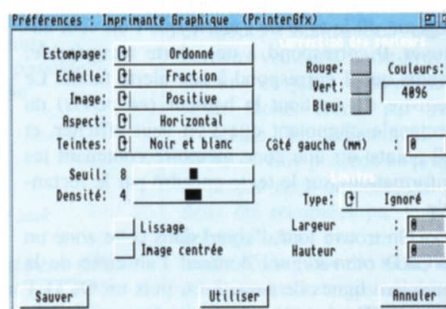 Préférences : Imprimante Graphique (PrinterGfx)
Estompage: Ordonné
Echelle: Fraction
Image: Positive
Aspect: Horizontal
Teintes: Noir et blanc
Seuil: 8
Densité: 4
Lissage
Image centrée
Rouge:
Vert:
Bleu:
Couleurs:
4096
Côté gauche (mm) : 0
Type: Ignoré
Largeur : 0
Hauteur : 0
Sauver
Utiliser
Annuler